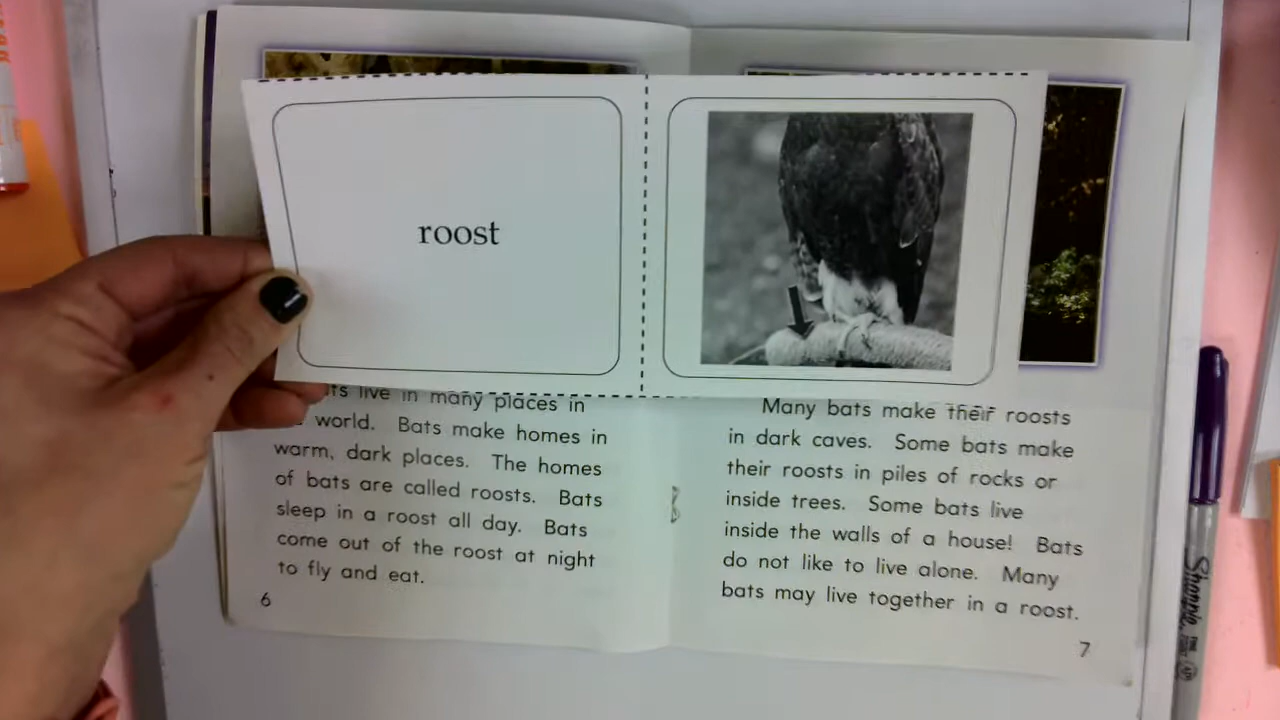 roost
live in many places in
world. Bats make homes in
warm, dark places. The homes
of bats are called roosts. Bats
sleep in a roost all day. Bats
come out of the roost at night
to fly and eat.
6
Many bats make their roosts
in dark caves. Some bats make
their roosts in piles of rocks or
inside trees. Some bats live
inside the walls of a house! Bats
do not like to live alone. Many
bats may live together in a roost.
7
Sharpie